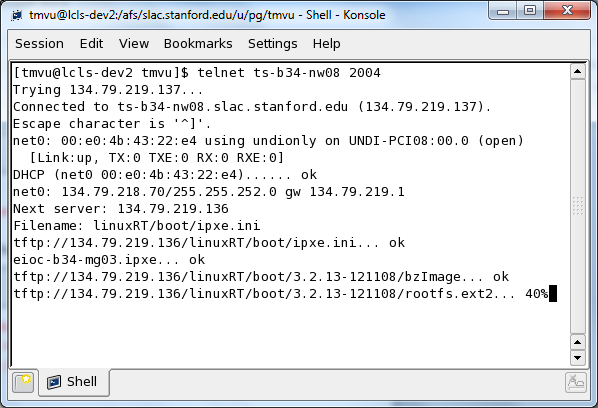 tmvu@lcls-dev2:/afs/slac.stanford.edu/u/pg/tmvu - Shell - Konsole
Session Edit View Bookmarks Settings Help
[tmvu@lcls-dev2 tmvu]$ telnet ts-b34-nw08 2004
Trying 134.79.219.137...
Connected to ts-b34-nw08.slac.stanford.edu (134.79.219.137).
Escape character is '^]'.
net0: 00:e0:4b:43:22:e4 using undionly on UNDI-PCI08:00.0 (open)
  [Link:up, TX:0 TXE:0 RX:0 RXE:0]
DHCP (net0 00:e0:4b:43:22:e4)...... ok
net0: 134.79.218.70/255.255.252.0 gw 134.79.219.1
Next server: 134.79.219.136
Filename: linuxRT/boot/ipxe.ini
tftp://134.79.219.136/linuxRT/boot/ipxe.ini... ok
eioc-b34-mg03.ipxe... ok
tftp://134.79.219.136/linuxRT/boot/3.2.13-121108/bzImage... ok
tftp://134.79.219.136/linuxRT/boot/3.2.13-121108/rootfs.ext2... 40%
Shell